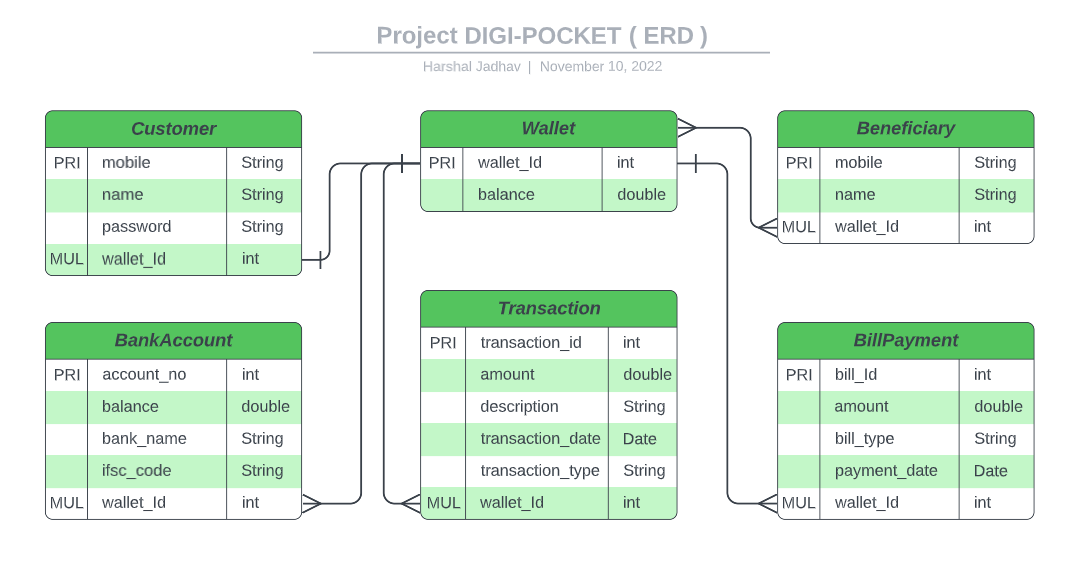 Project DIGI-POCKET ( ERD )
Harshal Jadhav | November 10, 2022
Customer
PRI mobile String
name String
password String
MUL wallet_Id int
Wallet
PRI wallet_Id int
balance double
Beneficiary
PRI mobile String
name String
MUL wallet_Id int
BankAccount
PRI account_no int
balance double
bank_name String
ifsc_code String
MUL wallet_Id int
Transaction
PRI transaction_id int
amount double
description String
transaction_date Date
transaction_type String
MUL wallet_Id int
BillPayment
PRI bill_Id int
amount double
bill_type String
payment_date Date
MUL wallet_Id int